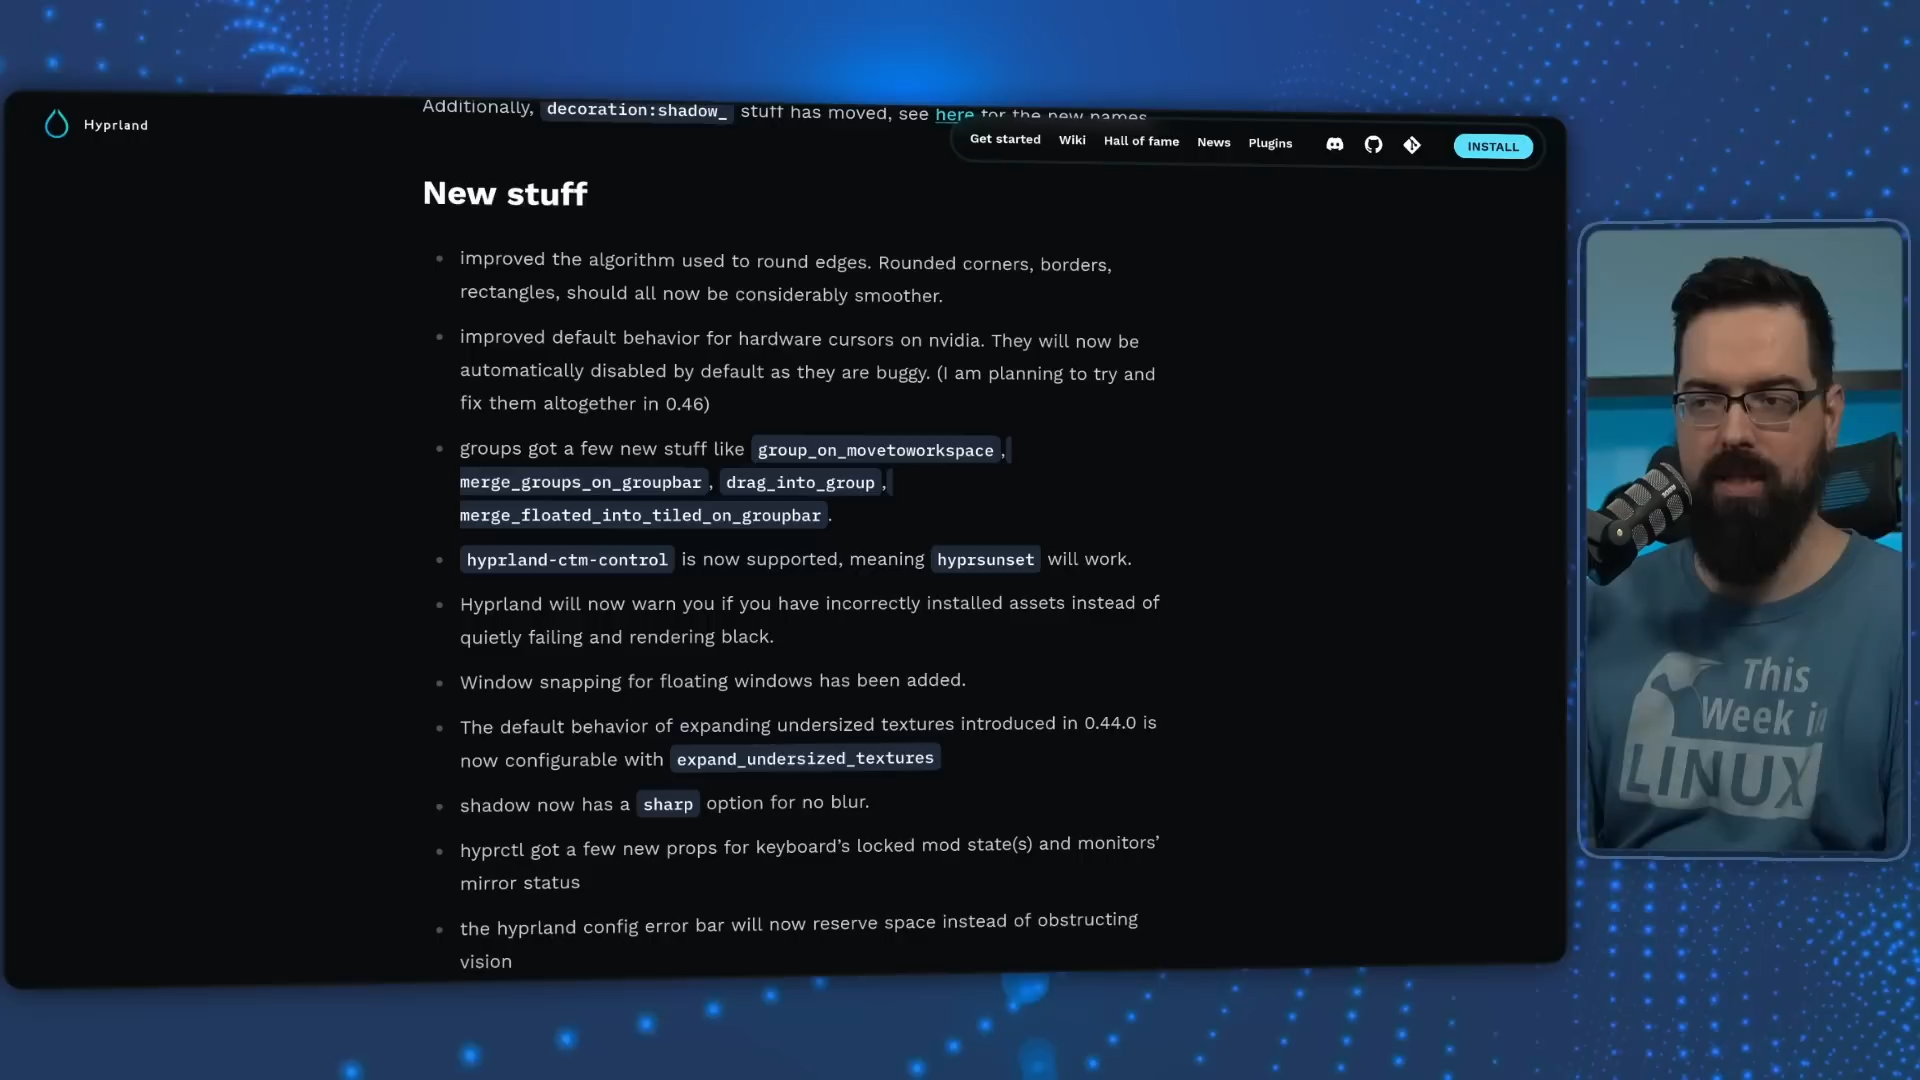 Additionally, decoration:shadow_ stuff has moved, see here for the new names.
Hyprland
Get started Wiki Hall of fame News Plugins INSTALL
New stuff
improved the algorithm used to round edges. Rounded corners, borders,
rectangles, should all now be considerably smoother.
improved default behavior for hardware cursors on nvidia. They will now be
automatically disabled by default as they are buggy. (I am planning to try and
fix them altogether in 0.46)
groups got a few new stuff like group_on_movetoworkspace,
merge_groups_on_groupbar, drag_into_group,
merge_floated_into_tiled_on_groupbar.
hyprland-ctm-control is now supported, meaning hyprsunset will work.
Hyprland will now warn you if you have incorrectly installed assets instead of
quietly failing and rendering black.
Window snapping for floating windows has been added.
The default behavior of expanding undersized textures introduced in 0.44.0 is
now configurable with expand_undersized_textures
shadow now has a sharp option for no blur.
hyprctl got a few new props for keyboard’s locked mod state(s) and monitors’
mirror status
the hyprland config error bar will now reserve space instead of obstructing
vision
This
Week in
LINUX